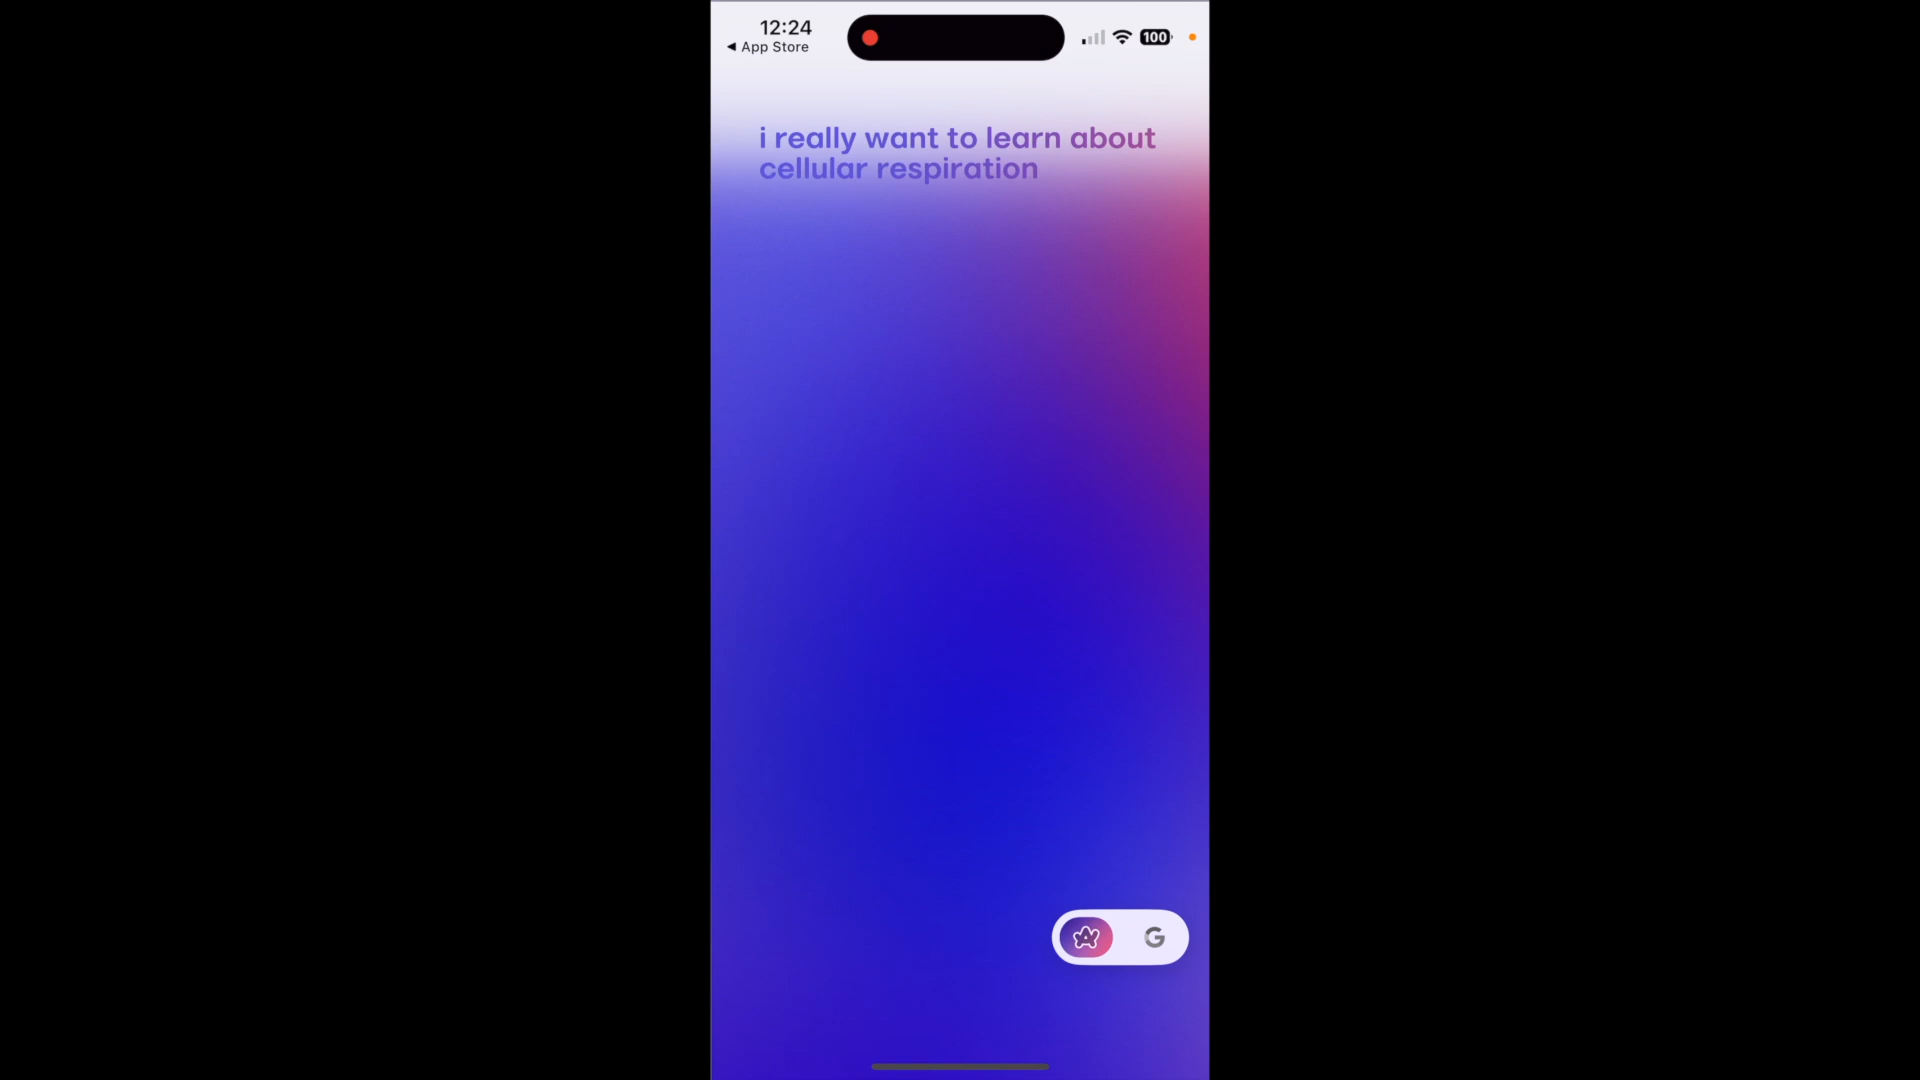 12:24
◀ App Store
100
i really want to learn about
cellular respiration
G